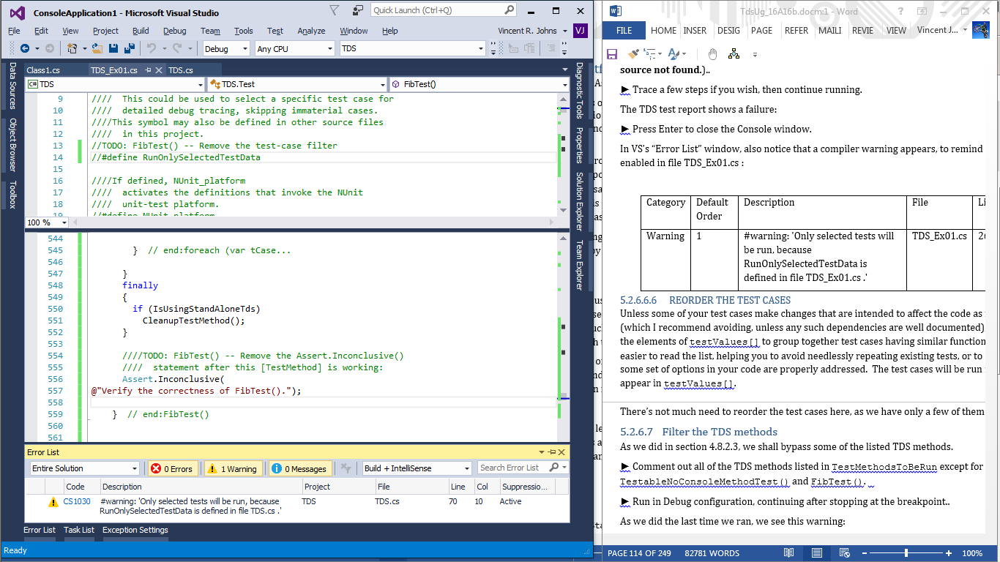 ConsoleApplication1 - Microsoft Visual Studio
Quick Launch (Ctrl+Q)
File Edit View Project Build Debug Team Tools Test Analyze Window Help
Vincent R. Johns VJ
Debug Any CPU TDS
Data Sources
Object Browser
Toolbox
Class1.cs TDS_Ex01.cs TDS.cs
C# TDS TDS.Test FibTest()
9 //// This could be used to select a specific test case for
10 //// detailed debug tracing, skipping immaterial cases.
11 ////This symbol may also be defined in other source files
12 //// in this project.
13 //TODO: FibTest() -- Remove the test-case filter
14 //#define RunOnlySelectedTestData
15
16 ////If defined, NUnit_platform
17 //// activates the definitions that invoke the NUnit
18 //// unit-test platform.
19 //#define NUnit_platform
100 %
544
545 } // end:foreach (var tCase...
546
547 }
548 finally
549 {
550 if (IsUsingStandAloneTds)
551 CleanupTestMethod();
552 }
553
554 ////TODO: FibTest() -- Remove the Assert.Inconclusive()
555 //// statement after this [TestMethod] is working:
556 Assert.Inconclusive(
557 @"Verify the correctness of FibTest().");
558
559 } // end:FibTest()
560
561
Diagnostic Tools
Properties
Solution Explorer
Team Explorer
Error List
Entire Solution 0 Errors 1 Warning 0 Messages Build + IntelliSense Search Error List
Code Description Project File Line Col Suppressio...
CS1030 #warning: 'Only selected tests will be run, because TDS TDS.cs 70 10 Active
RunOnlySelectedTestData is defined in file TDS.cs .'
Error List Task List Exception Settings
Ready
TdsUg_16A16b.docm:1 - Word
FILE HOME INSER DESIG PAGE REFER MAILI REVIE VIEW Vincent J...
source not found.)..
► Trace a few steps if you wish, then continue running.
The TDS test report shows a failure:
► Press Enter to close the Console window.
In VS's “Error List” window, also notice that a compiler warning appears, to remind
enabled in file TDS_Ex01.cs :
Category Default Order Description File Li
Warning 1 #warning: 'Only selected tests will TDS_Ex01.cs 26
be run, because
RunOnlySelectedTestData is
defined in file TDS_Ex01.cs .'
5.2.6.6.6 REORDER THE TEST CASES
Unless some of your test cases make changes that are intended to affect the code as
(which I recommend avoiding, unless any such dependencies are well documented)
the elements of testValues[] to group together test cases having similar function
easier to read the list, helping you to avoid needlessly repeating existing tests, or to
some set of options in your code are properly addressed. The test cases will be run
appear in testValues[].
There's not much need to reorder the test cases here, as we have only a few of them
5.2.6.7 Filter the TDS methods
As we did in section 4.8.2.3, we shall bypass some of the listed TDS methods.
► Comment out all of the TDS methods listed in TestMethodsToBeRun except for
TestableNoConsoleMethodTest() and FibTest().
► Run in Debug configuration, continuing after stopping at the breakpoint..
As we did the last time we ran, we see this warning:
PAGE 114 OF 249 82781 WORDS 100%